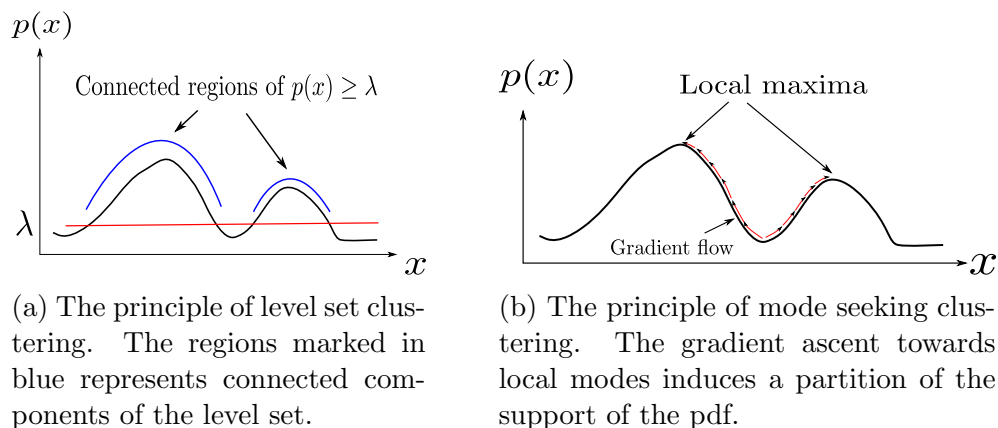 p(x)
Connected regions of p(x) ≥ λ
λ
x
(a) The principle of level set clus-
tering. The regions marked in
blue represents connected com-
ponents of the level set.
p(x)
Local maxima
Gradient flow
x
(b) The principle of mode seeking clus-
tering. The gradient ascent towards
local modes induces a partition of the
support of the pdf.